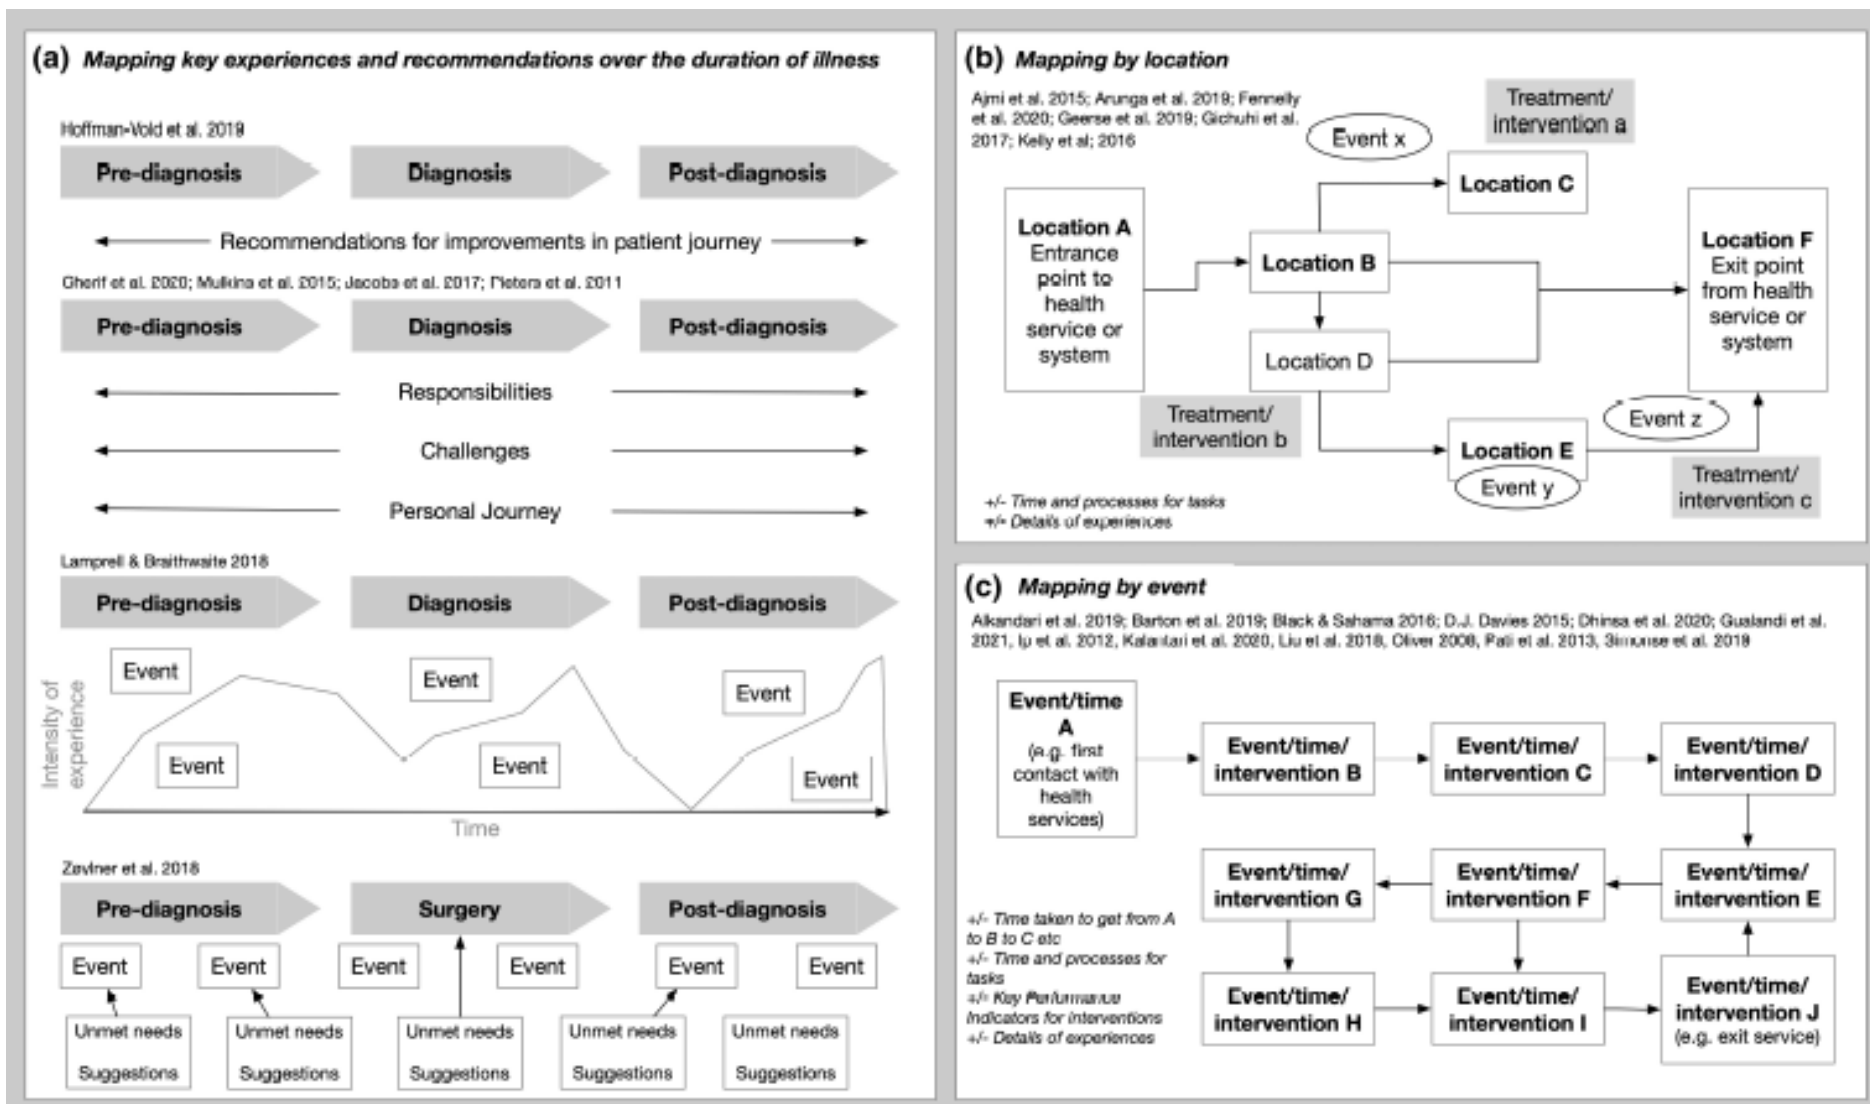 (a) Mapping key experiences and recommendations over the duration of illness
Hoffman-Vold et al. 2019
Pre-diagnosis
Diagnosis
Post-diagnosis
Recommendations for improvements in patient journey
et al. 2020; Mulkins et al. 2015; Jacobs et al. 2017; Pieters et al. 2011
Pre-diagnosis
Diagnosis
Post-diagnosis
Responsibilities
Challenges
Personal Journey
Lamprell & Braithwaite 2018
Pre-diagnosis
Diagnosis
Post-diagnosis
Intensity of
experience
Event
Event
Event
Event
Event
Event
Time
et al. 2018
Pre-diagnosis
Surgery
Post-diagnosis
Event
Event
Event
Event
Event
Event
Unmet needs
Suggestions
Unmet needs
Suggestions
Unmet needs
Suggestions
Unmet needs
Suggestions
Unmet needs
Suggestions
(b) Mapping by location
Ajmi et al. 2015; Arunga et al. 2019; Fennelly
et al. 2020; Geerse et al. 2019; Gichuhi et al.
2017; Kelly et al; 2016
Event x
Treatment/
intervention a
Location C
Location A
Entrance
point to
health
service or
system
Location B
Location D
Location F
Exit point
from health
service or
system
Treatment/
intervention b
Location E
Event y
Event z
Treatment/
intervention c
+/- Time and processes for tasks
+/- Details of experiences
(c) Mapping by event
Alkandari et al. 2019; Barton et al. 2019; Black & Sahama 2016; D.J. Davies 2015; Dhinsa et al. 2020; Gualandi et al.
2021, Ip et al. 2012, Kalantari et al. 2020, Liu et al. 2018, Oliver 2008, Pati et al. 2013, Simonse et al. 2019
Event/time
A
(e.g. first
contact with
health
services)
Event/time/
intervention B
Event/time/
intervention C
Event/time/
intervention D
Event/time/
intervention G
Event/time/
intervention F
Event/time/
intervention E
Event/time/
intervention H
Event/time/
intervention I
Event/time/
intervention J
(e.g. exit service)
+/- Time taken to get from A
to B to C etc
+/- Time and processes for
tasks
+/- Key Performance
Indicators for interventions
+/- Details of experiences